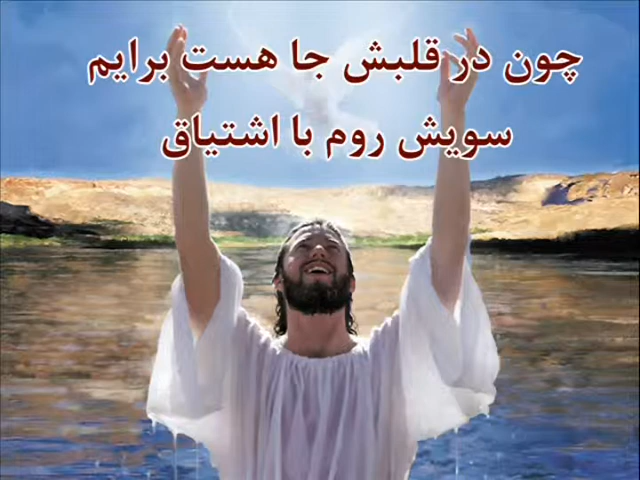 چون در قلبش جا هست برایم
سویش روم با اشتیاق